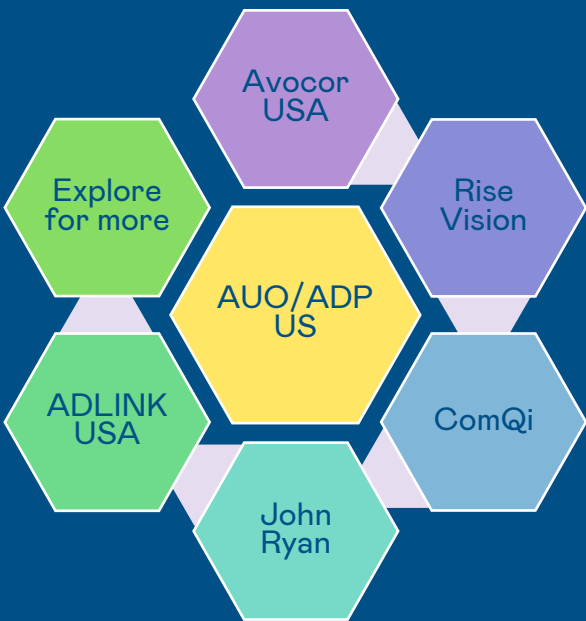 Avocor
USA
Explore
for more
Rise
Vision
AUO/ADP
US
ADLINK
USA
ComQi
John
Ryan